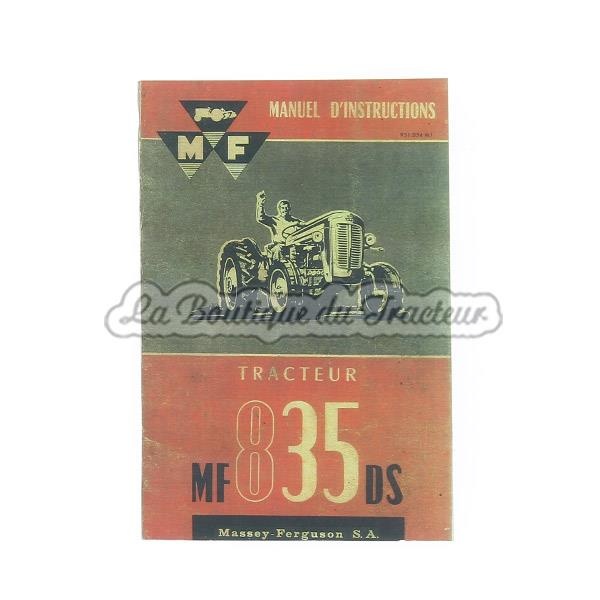 MF
MANUEL D'INSTRUCTIONS
La Boutique du Tracteur
TRACTEUR
MF 835 DS
Massey-Ferguson S.A.